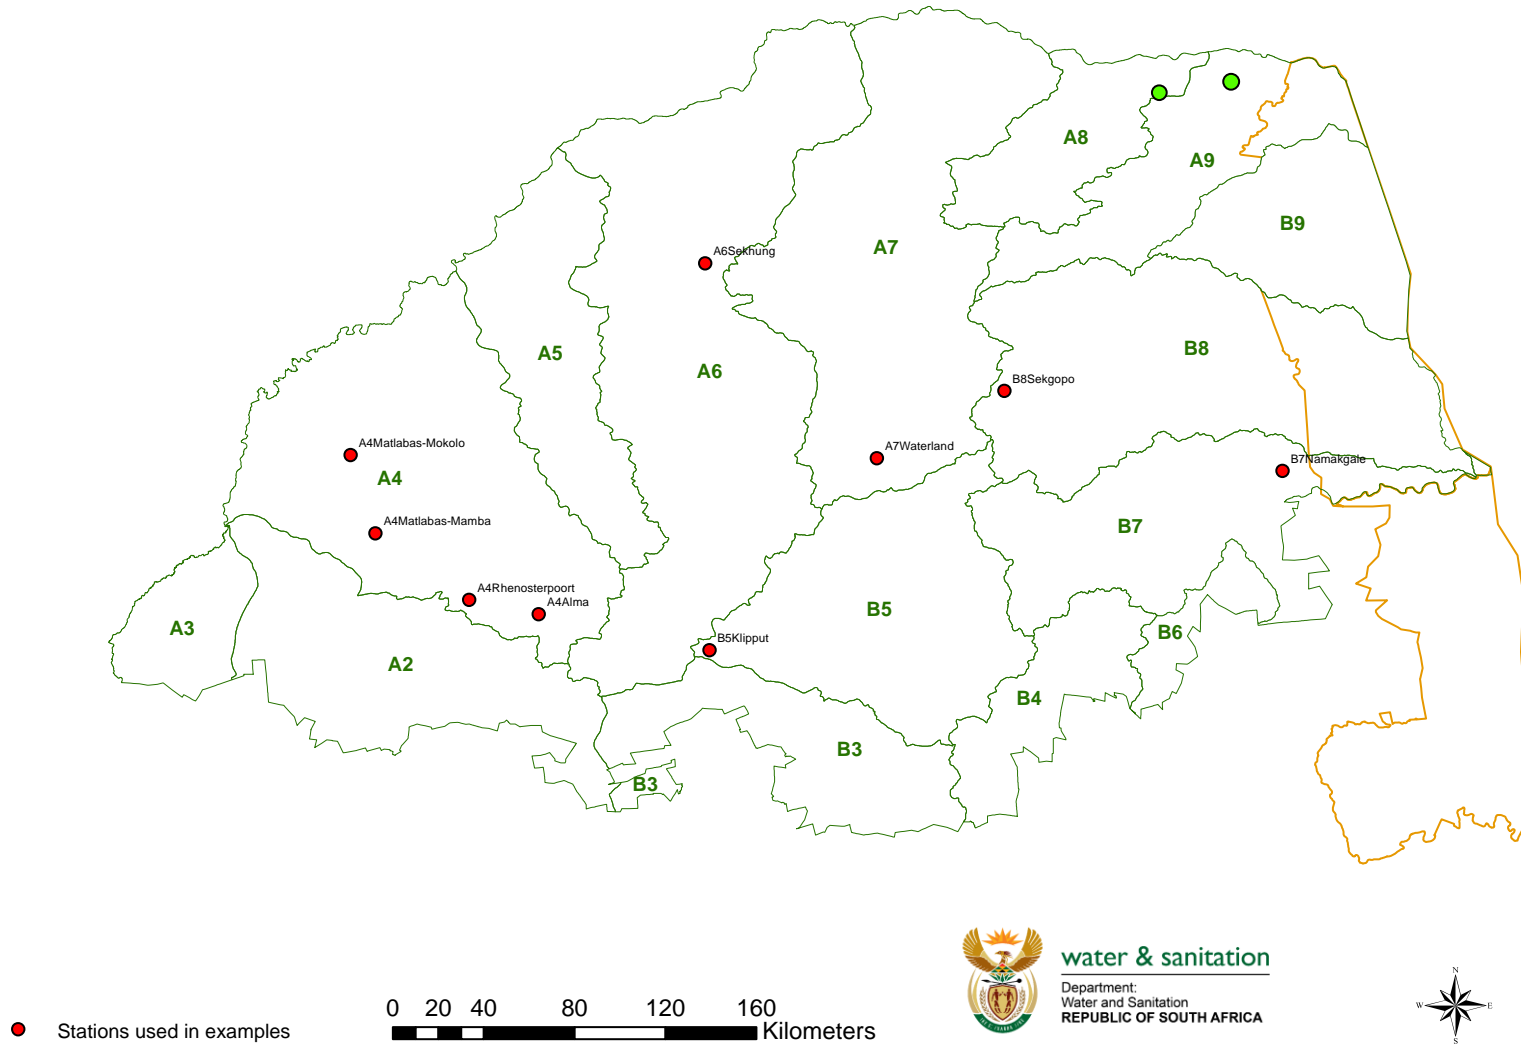 A8
A9
B9
A7
A6Sekhung
A5
A6
B8
B8Sekgopo
A4Matlabas-Mokolo
A7Waterland
B7Namakgale
A4
A4Matlabas-Mamba
B7
A4Rhenosterpoort
A4Alma
B5
A3
B5Klipput
B6
A2
B4
B3
B3
water & sanitation
Department:
Water and Sanitation
REPUBLIC OF SOUTH AFRICA
N
W E
S
0 20 40 80 120 160
Kilometers
Stations used in examples